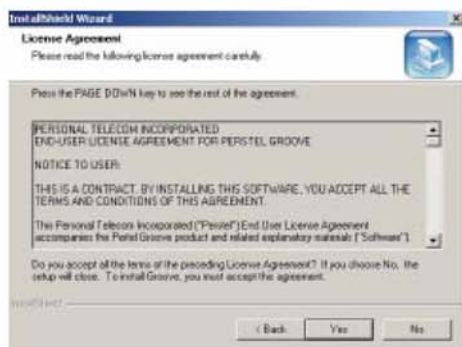 InstallShield Wizard
License Agreement
Please read the following license agreement carefully.
Press the PAGE DOWN key to see the rest of the agreement.
PERSONAL TELECOM INCORPORATED
END-USER LICENSE AGREEMENT FOR PERSTEL GROOVE
NOTICE TO USER:
THIS IS A CONTRACT. BY INSTALLING THIS SOFTWARE, YOU ACCEPT ALL THE
TERMS AND CONDITIONS OF THIS AGREEMENT.
This Personal Telecom Incorporated ("Perstel") End User License Agreement
accompanies the Perstel Groove product and related explanatory materials ("Software").
Do you accept all the terms of the preceding License Agreement? If you choose No, the
setup will close. To install Groove, you must accept this agreement.
InstallShield
< Back
Yes
No